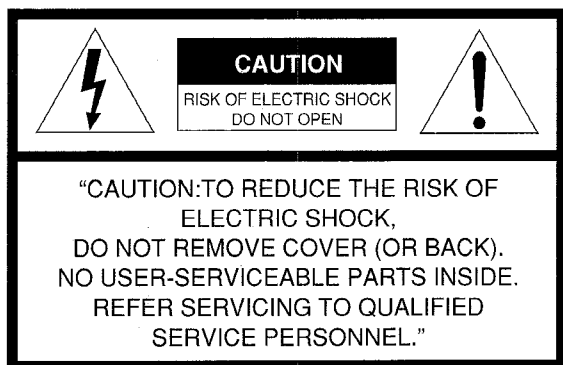 CAUTION
RISK OF ELECTRIC SHOCK
DO NOT OPEN
“CAUTION:TO REDUCE THE RISK OF
ELECTRIC SHOCK,
DO NOT REMOVE COVER (OR BACK).
NO USER-SERVICEABLE PARTS INSIDE.
REFER SERVICING TO QUALIFIED
SERVICE PERSONNEL.”